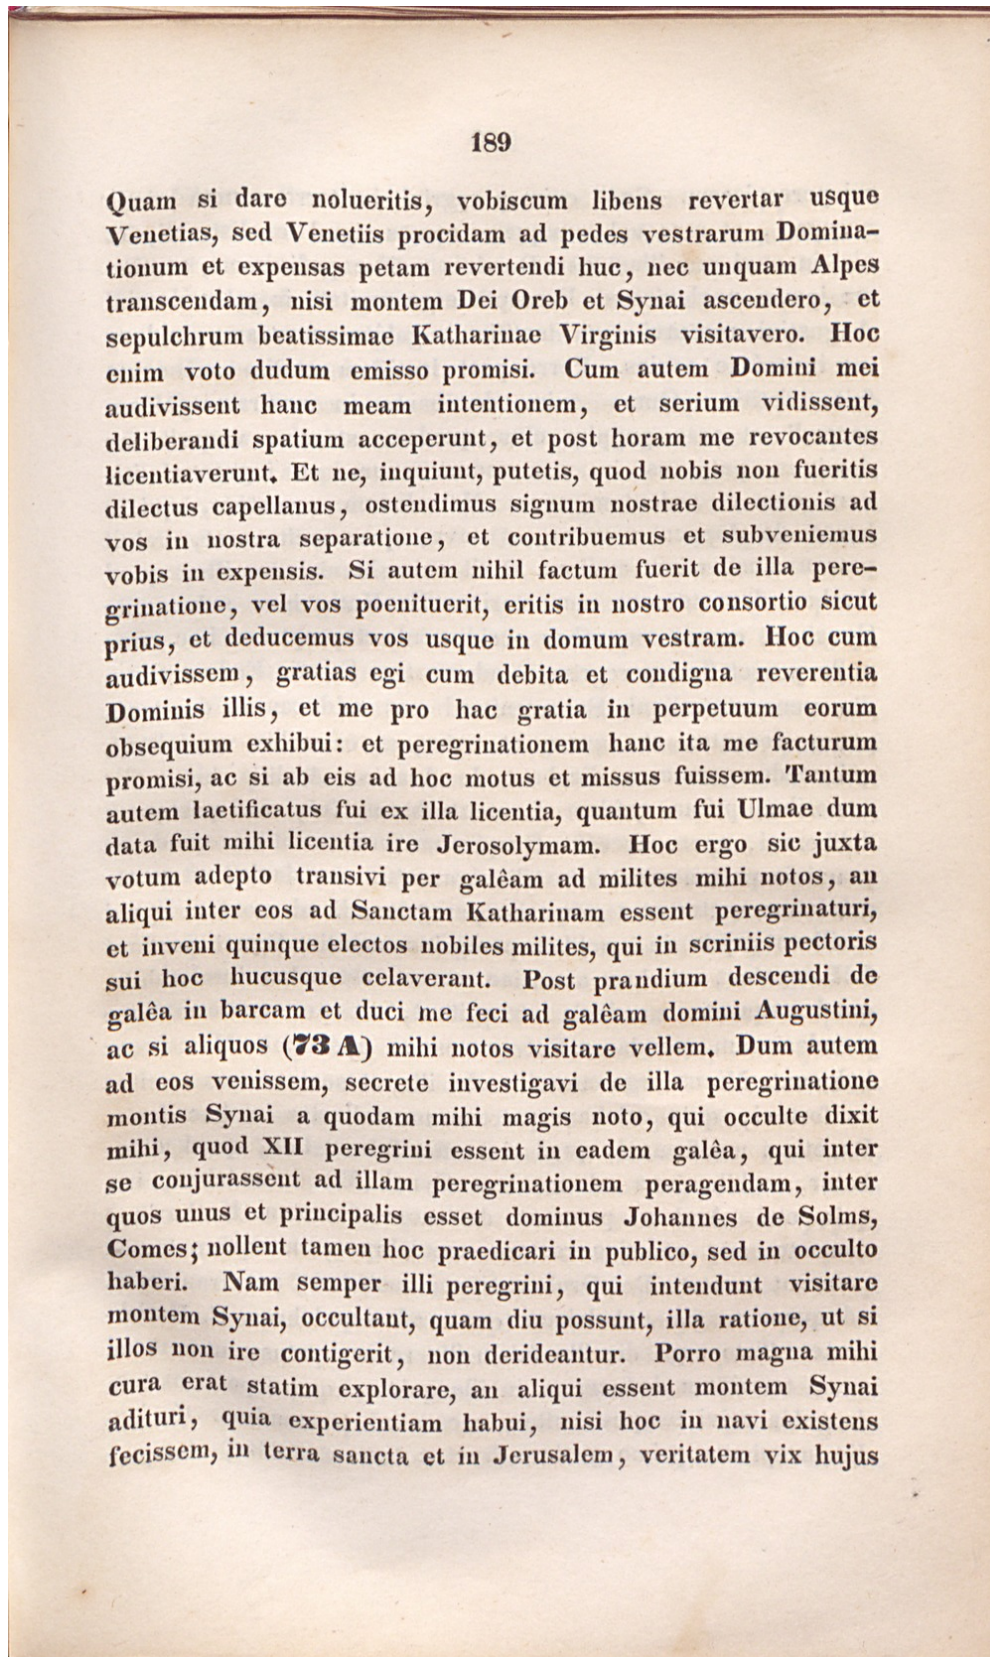 189
Quam si dare nolueritis, vobiscum libens revertar usque
Venetias, sed Venetiis procidam ad pedes vestrarum Domina-
tionum et expensas petam revertendi huc, nec unquam Alpes
transcendam, nisi montem Dei Oreb et Synai ascendero, et
sepulchrum beatissimae Katharinae Virginis visitavero. Hoc
enim voto dudum emisso promisi. Cum autem Domini mei
audivissent hanc meam intentionem, et serium vidissent,
deliberandi spatium acceperunt, et post horam me revocantes
licentiaverunt. Et ne, inquiunt, putetis, quod nobis non fueritis
dilectus capellanus, ostendimus signum nostrae dilectionis ad
vos in nostra separatione, et contribuemus et subveniemus
vobis in expensis. Si autem nihil factum fuerit de illa pere-
grinatione, vel vos poenituerit, eritis in nostro consortio sicut
prius, et deducemus vos usque in domum vestram. Hoc cum
audivissem, gratias egi cum debita et condigna reverentia
Dominis illis, et me pro hac gratia in perpetuum eorum
obsequium exhibui: et peregrinationem hanc ita me facturum
promisi, ac si ab eis ad hoc motus et missus fuissem. Tantum
autem laetificatus fui ex illa licentia, quantum fui Ulmae dum
data fuit mihi licentia ire Jerosolymam. Hoc ergo sic juxta
votum adepto transivi per galêam ad milites mihi notos, an
aliqui inter eos ad Sanctam Katharinam essent peregrinaturi,
et inveni quinque electos nobiles milites, qui in scriniis pectoris
sui hoc hucusque celaverant. Post prandium descendi de
galêa in barcam et duci me feci ad galêam domini Augustini,
ac si aliquos (73 A) mihi notos visitare vellem. Dum autem
ad eos venissem, secrete investigavi de illa peregrinatione
montis Synai a quodam mihi magis noto, qui occulte dixit
mihi, quod XII peregrini essent in eadem galêa, qui inter
se conjurassent ad illam peregrinationem peragendam, inter
quos unus et principalis esset dominus Johannes de Solms,
Comes; nollent tamen hoc praedicari in publico, sed in occulto
haberi. Nam semper illi peregrini, qui intendunt visitare
montem Synai, occultant, quam diu possunt, illa ratione, ut si
illos non ire contigerit, non derideantur. Porro magna mihi
cura erat statim explorare, an aliqui essent montem Synai
adituri, quia experientiam habui, nisi hoc in navi existens
fecissem, in terra sancta et in Jerusalem, veritatem vix hujus